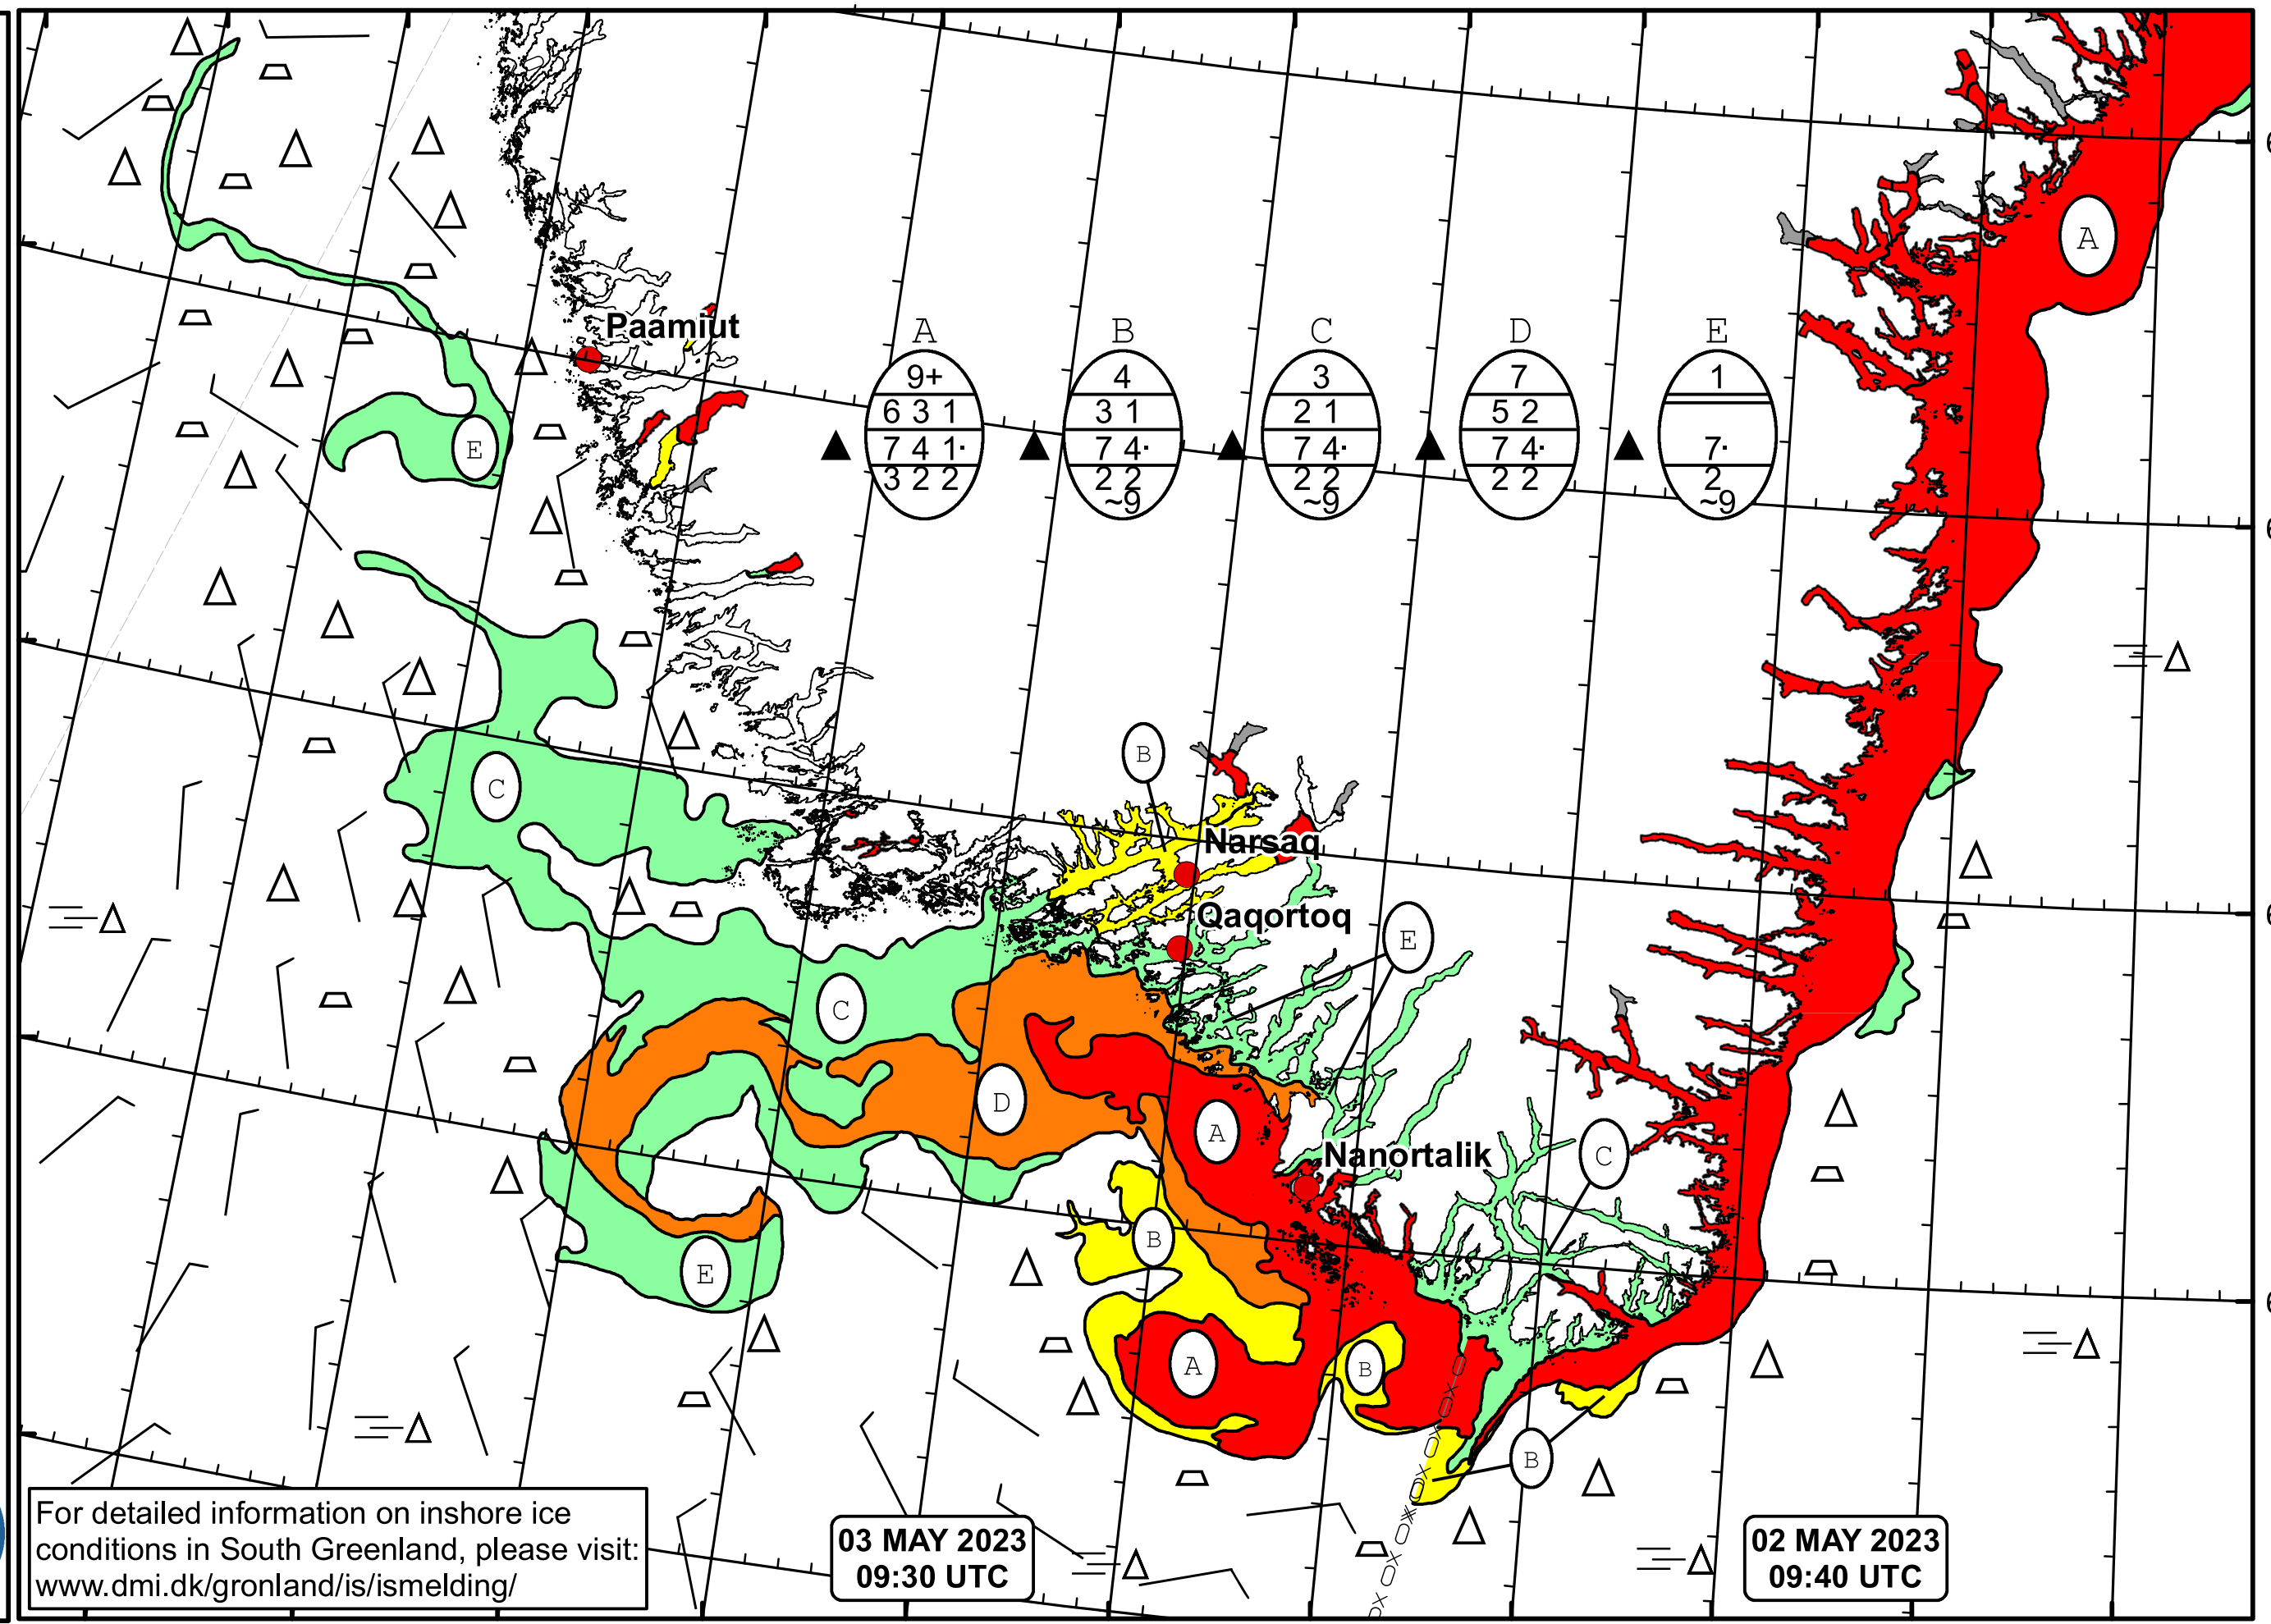 A
Paamiut
A B C D E
9+ 4 3 7 1
6 3 1 3 1 2 1 5 2
7 4 1· 7 4· 7 4· 7 4· 7·
3 2 2 2 2 2 2 2 2 2
~9 ~9 ~9
E
B
C
Narsaq
Qaqortoq
E
C
D
A
Nanortalik
C
B
E
A
B
B
For detailed information on inshore ice
conditions in South Greenland, please visit:
www.dmi.dk/gronland/is/ismelding/
03 MAY 2023
09:30 UTC
02 MAY 2023
09:40 UTC